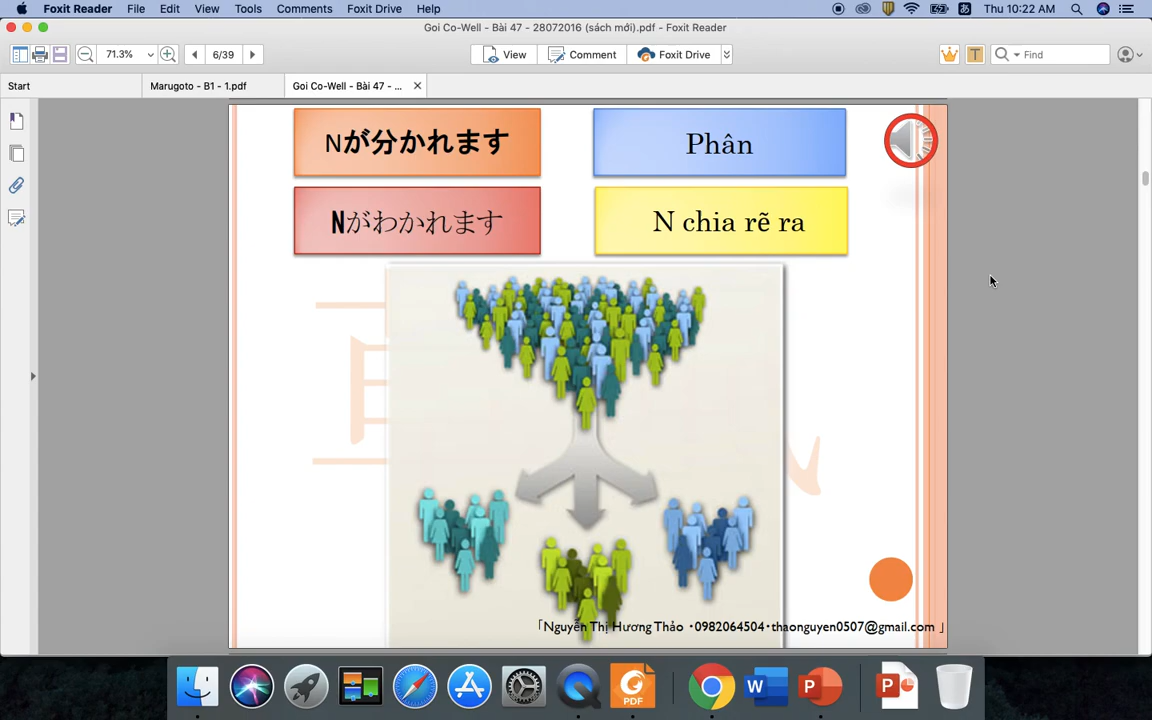 Foxit Reader File Edit View Tools Comments Foxit Drive Help Thu 10:22 AM
Goi Co-Well - Bài 47 - 28072016 (sách mới).pdf - Foxit Reader
71.3% 6/39 View Comment Foxit Drive Find
Start Marugoto - B1 - 1.pdf Goi Co-Well - Bài 47 - ...
Nが分かれます
Phân
Nがわかれます
N chia rẽ ra
「Nguyễn Thị Hương Thảo ・0982064504・thaonguyen0507@gmail.com 」
PDF